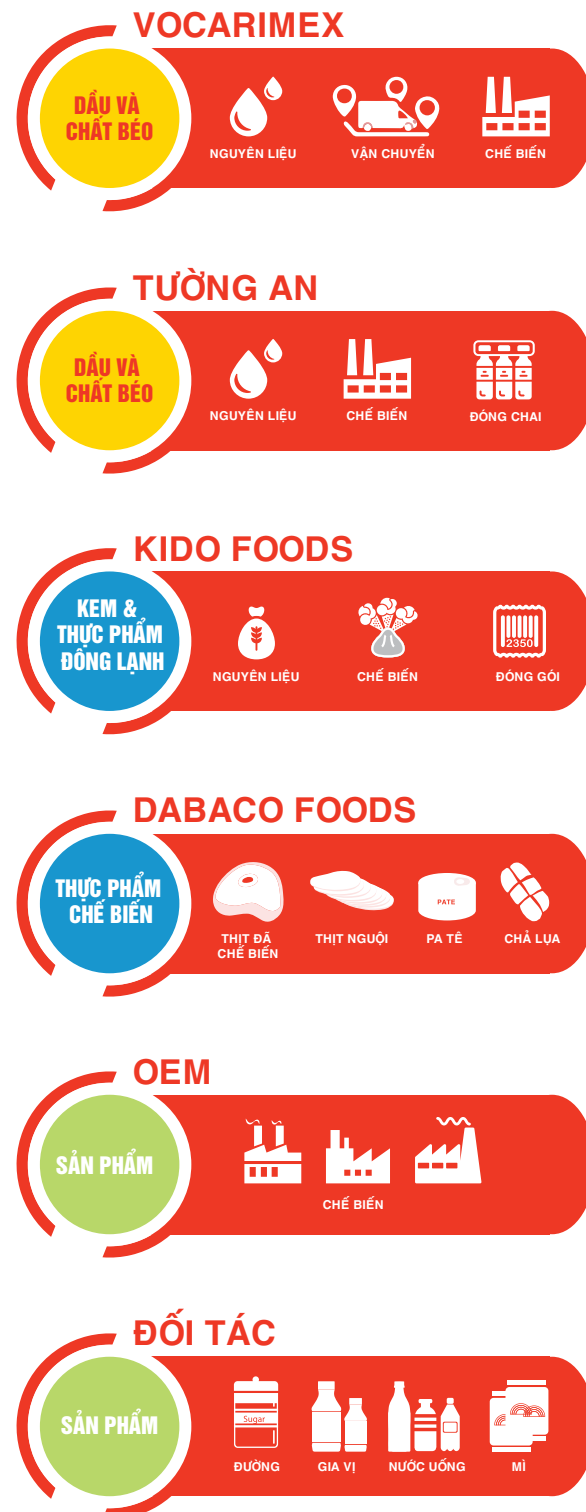 VOCARIMEX
DẦU VÀ
CHẤT BÉO
NGUYÊN LIỆU
VẬN CHUYỂN
CHẾ BIẾN
TƯỜNG AN
DẦU VÀ
CHẤT BÉO
NGUYÊN LIỆU
CHẾ BIẾN
ĐÓNG CHAI
KIDO FOODS
KEM &
THỰC PHẨM
ĐÔNG LẠNH
NGUYÊN LIỆU
CHẾ BIẾN
2350
ĐÓNG GÓI
DABACO FOODS
THỰC PHẨM
CHẾ BIẾN
THỊT ĐÃ
CHẾ BIẾN
THỊT NGUỘI
PATE
PA TÊ
CHẢ LỤA
OEM
SẢN PHẨM
CHẾ BIẾN
ĐỐI TÁC
SẢN PHẨM
Sugar
ĐƯỜNG
GIA VỊ
NƯỚC UỐNG
MÌ